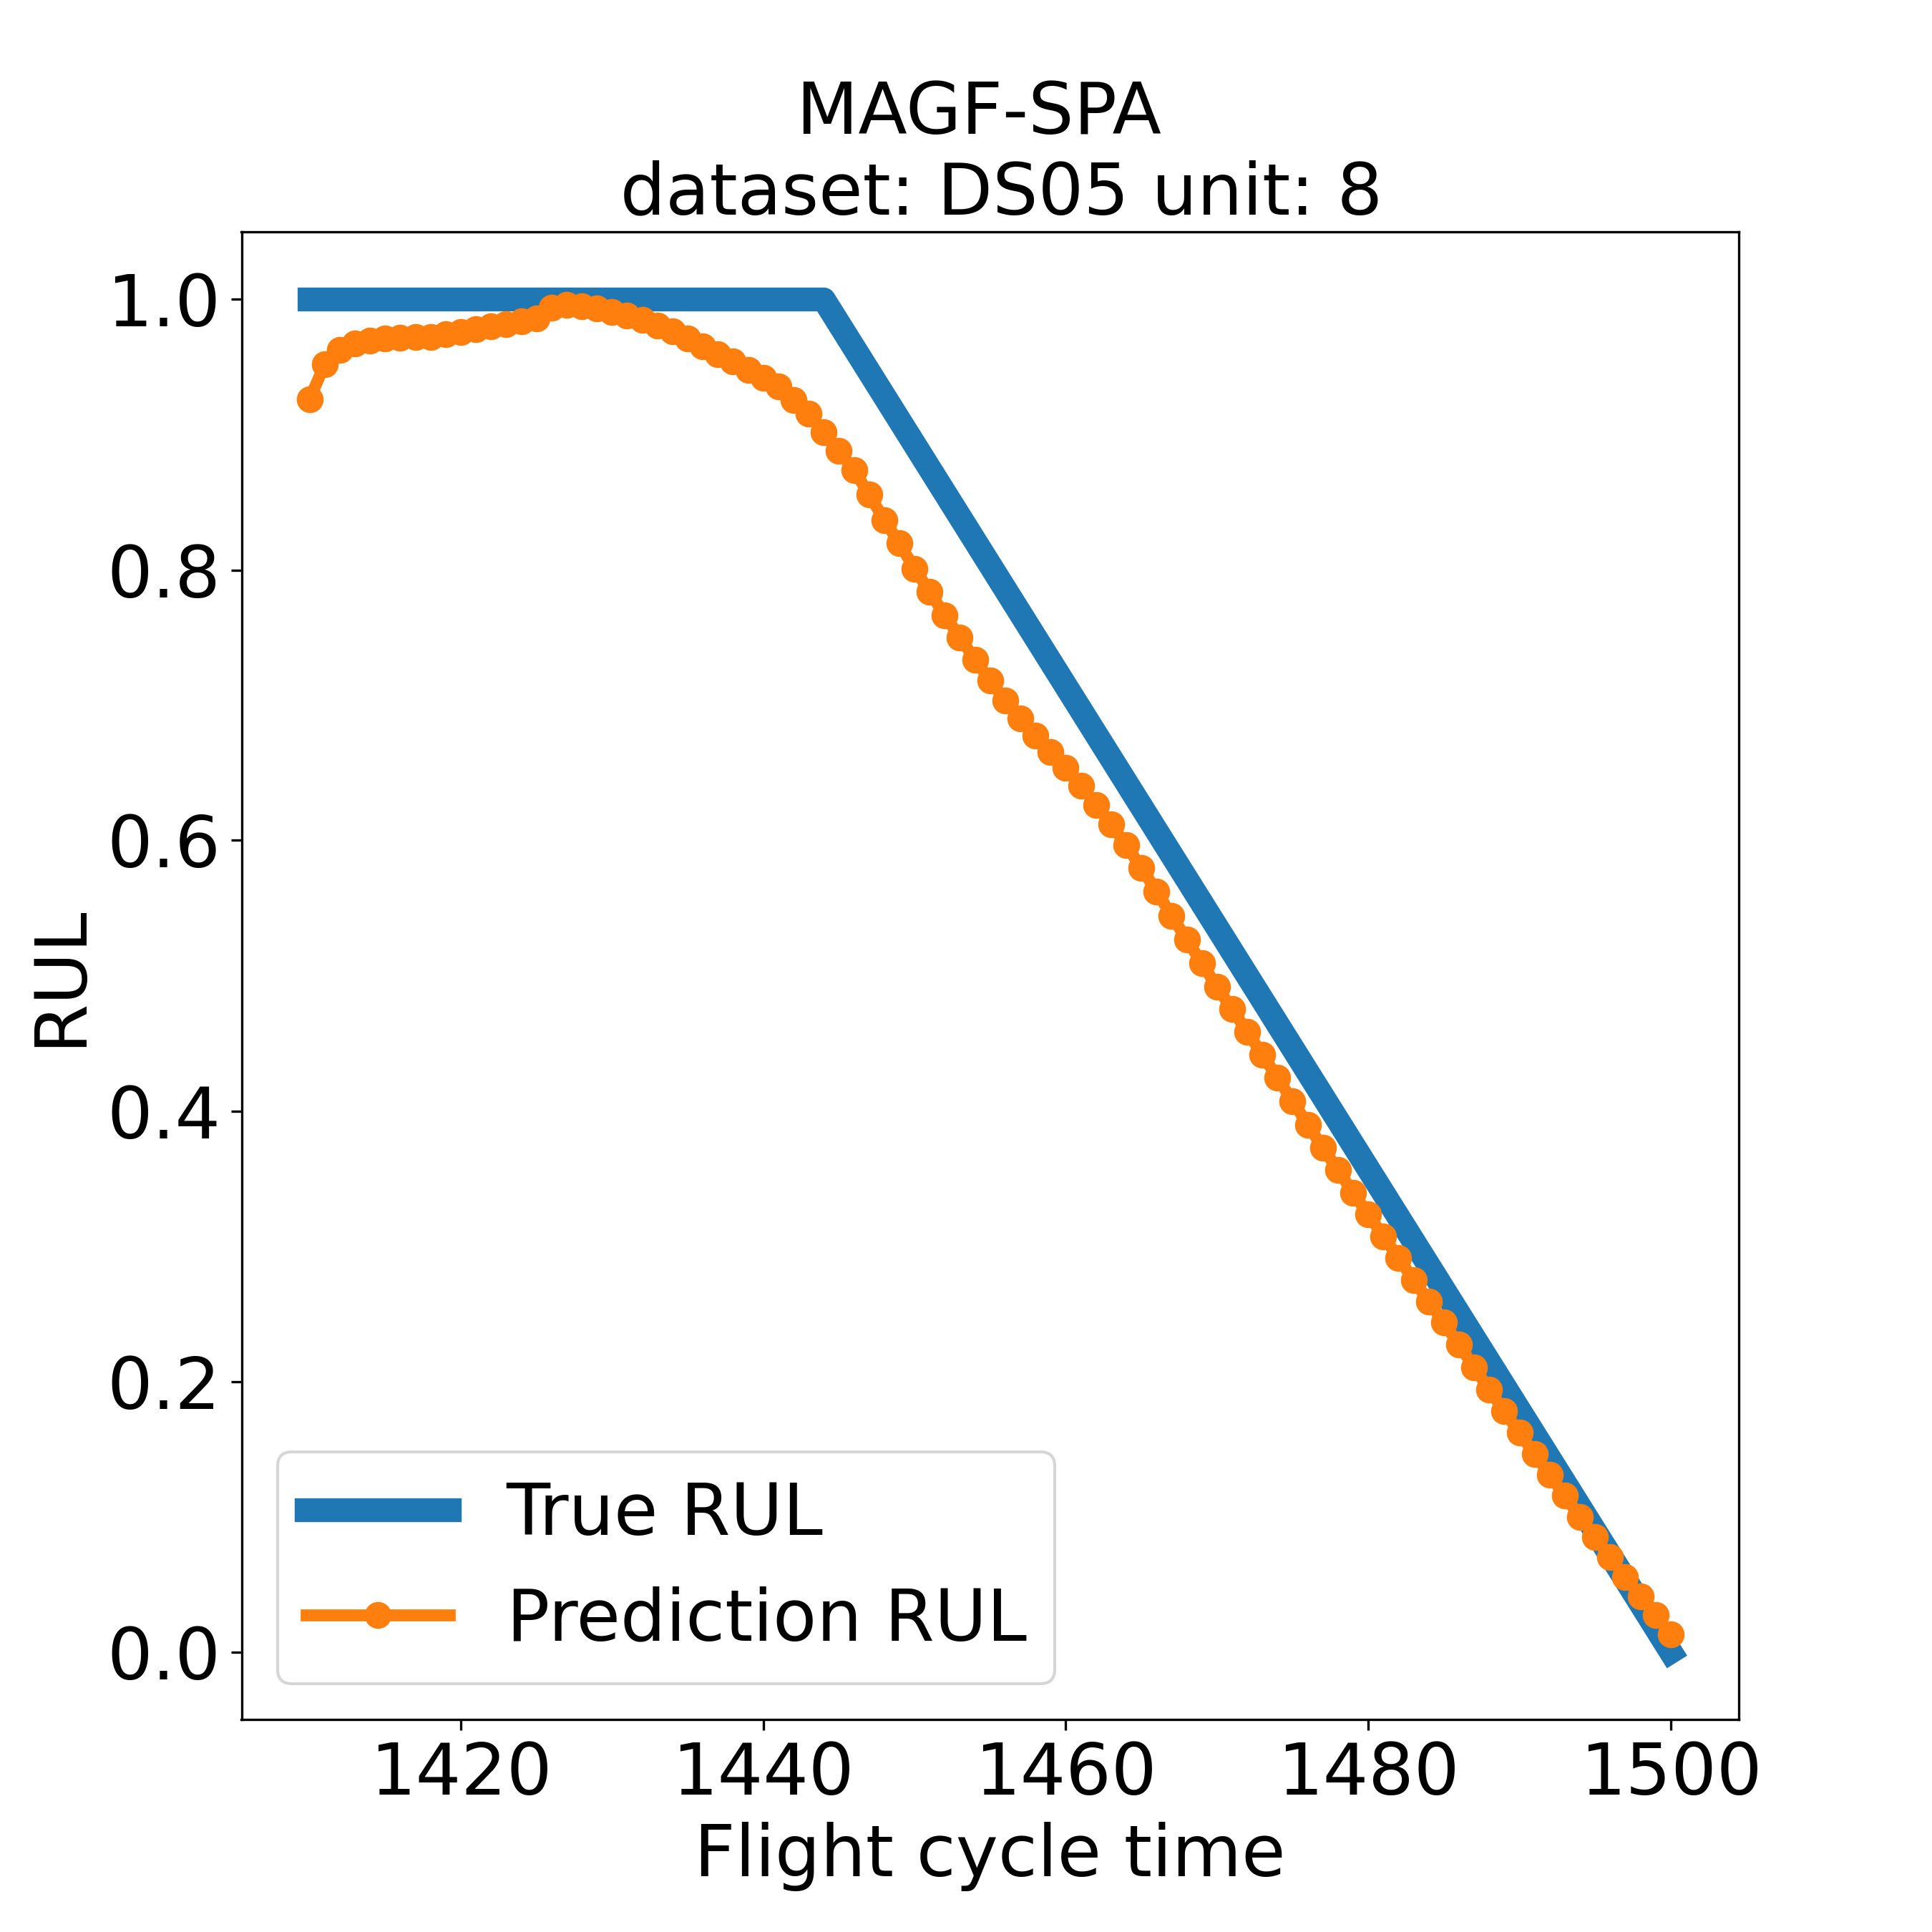 MAGF-SPA
dataset: DS05 unit: 8
1.0
0.8
0.6
0.4
0.2
0.0
RUL
True RUL
Prediction RUL
1420 1440 1460 1480 1500
Flight cycle time